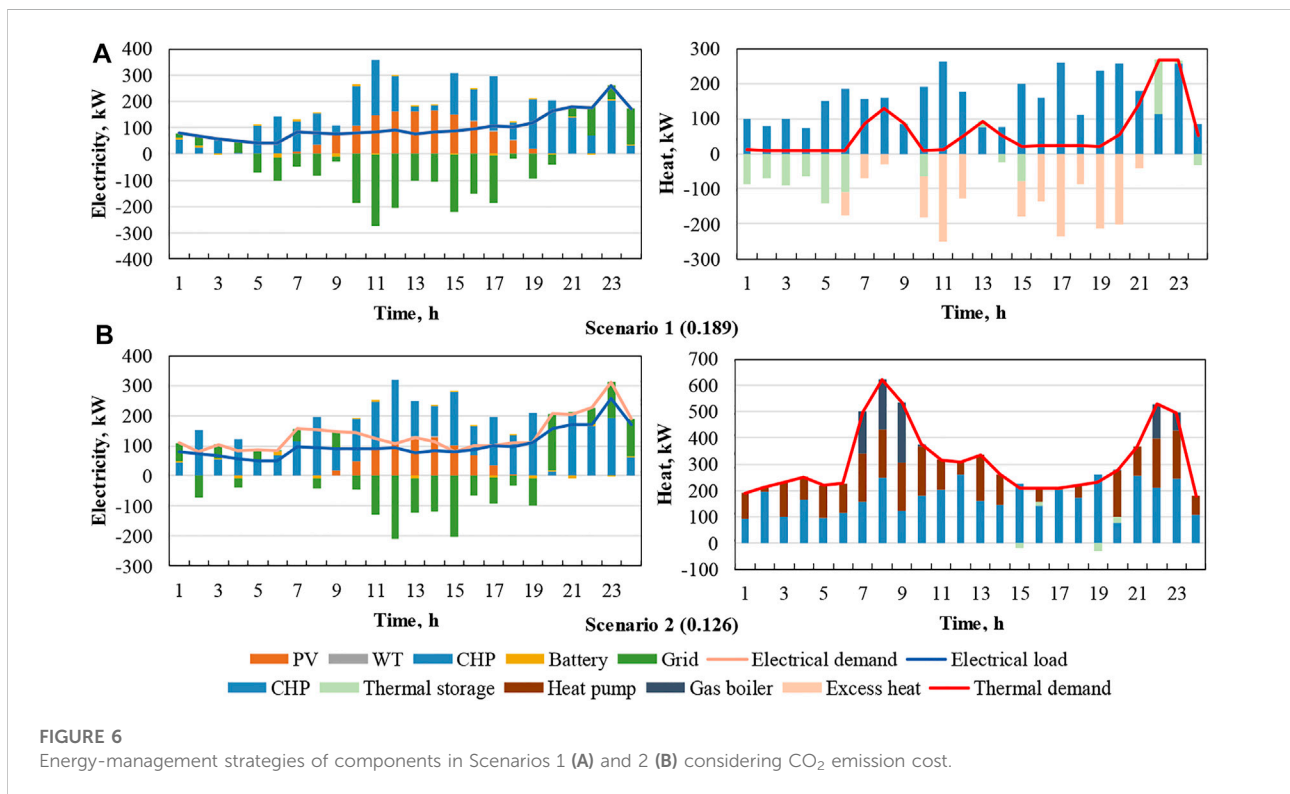 A
Electricity, kW
400
300
200
100
0
-100
-200
-300
-400
1 3 5 7 9 11 13 15 17 19 21 23
Time, h
Heat, kW
300
200
100
0
-100
-200
-300
1 3 5 7 9 11 13 15 17 19 21 23
Time, h
Scenario 1 (0.189)
B
Electricity, kW
400
300
200
100
0
-100
-200
-300
1 3 5 7 9 11 13 15 17 19 21 23
Time, h
Heat, kW
700
600
500
400
300
200
100
0
-100
1 3 5 7 9 11 13 15 17 19 21 23
Time, h
Scenario 2 (0.126)
PV WT CHP Battery Grid Electrical demand Electrical load
CHP Thermal storage Heat pump Gas boiler Excess heat Thermal demand
FIGURE 6
Energy-management strategies of components in Scenarios 1 (A) and 2 (B) considering CO₂ emission cost.